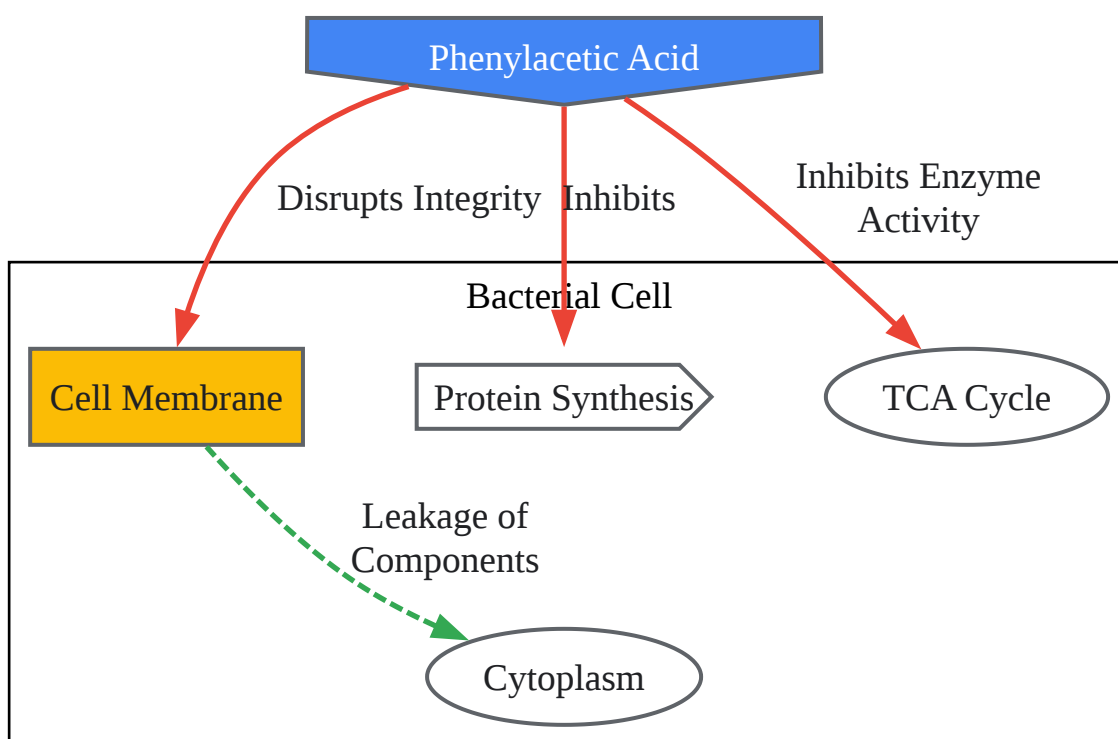 Phenylacetic Acid
Disrupts Integrity
Inhibits
Inhibits Enzyme
Activity
Bacterial Cell
Cell Membrane
Protein Synthesis
TCA Cycle
Leakage of
Components
Cytoplasm